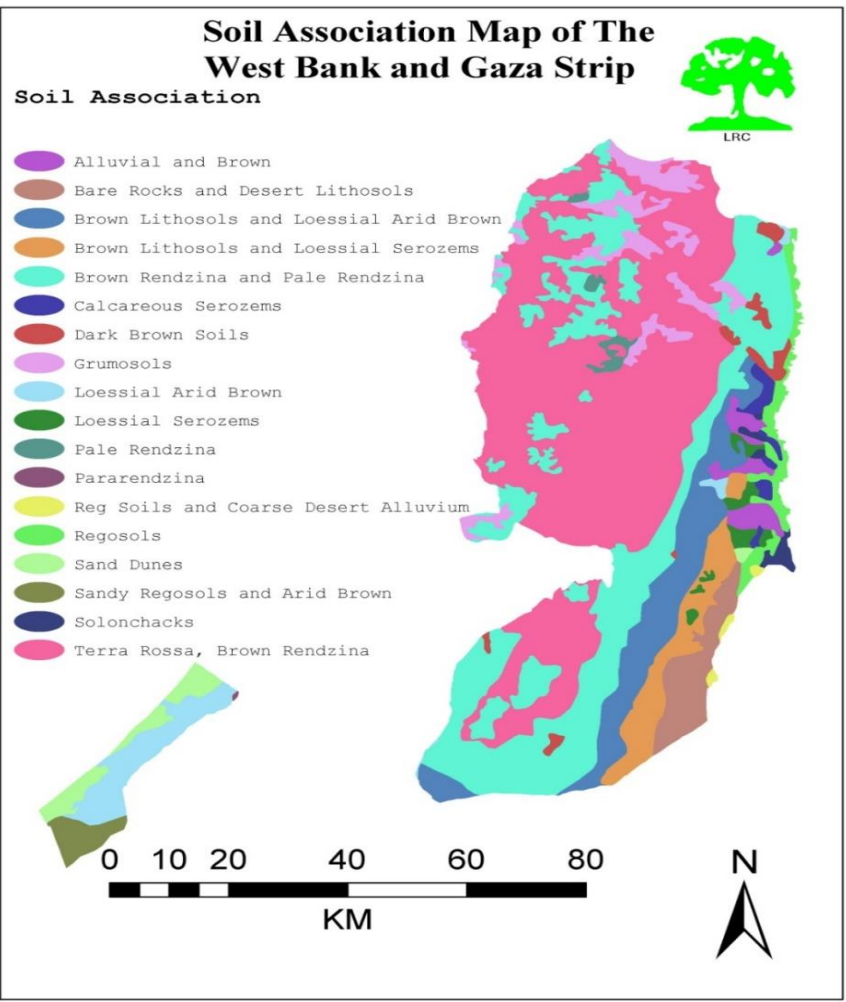 Soil Association Map of The
West Bank and Gaza Strip
LRC
Soil Association
Alluvial and Brown
Bare Rocks and Desert Lithosols
Brown Lithosols and Loessial Arid Brown
Brown Lithosols and Loessial Serozems
Brown Rendzina and Pale Rendzina
Calcareous Serozems
Dark Brown Soils
Grumosols
Loessial Arid Brown
Loessial Serozems
Pale Rendzina
Pararendzina
Reg Soils and Coarse Desert Alluvium
Regosols
Sand Dunes
Sandy Regosols and Arid Brown
Solonchacks
Terra Rossa, Brown Rendzina
0 10 20 40 60 80
KM
N